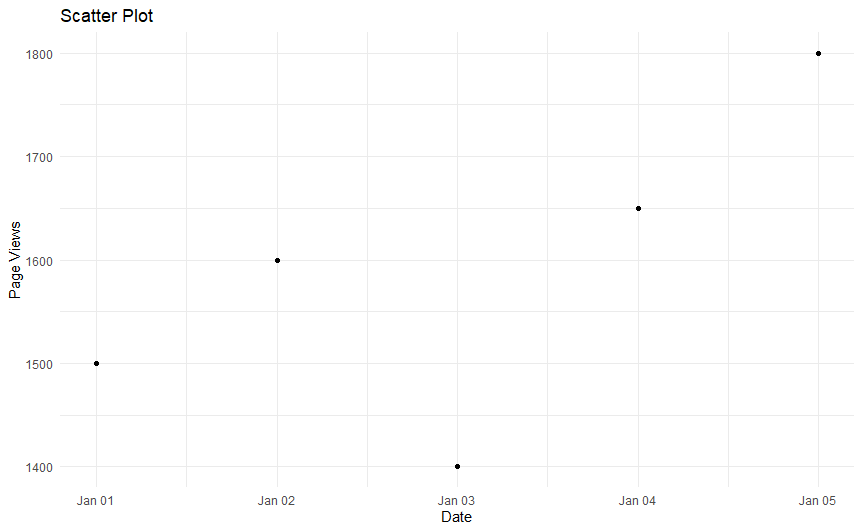 Scatter Plot
1800
1700
1600
1500
1400
Page Views
Jan 01
Jan 02
Jan 03
Jan 04
Jan 05
Date